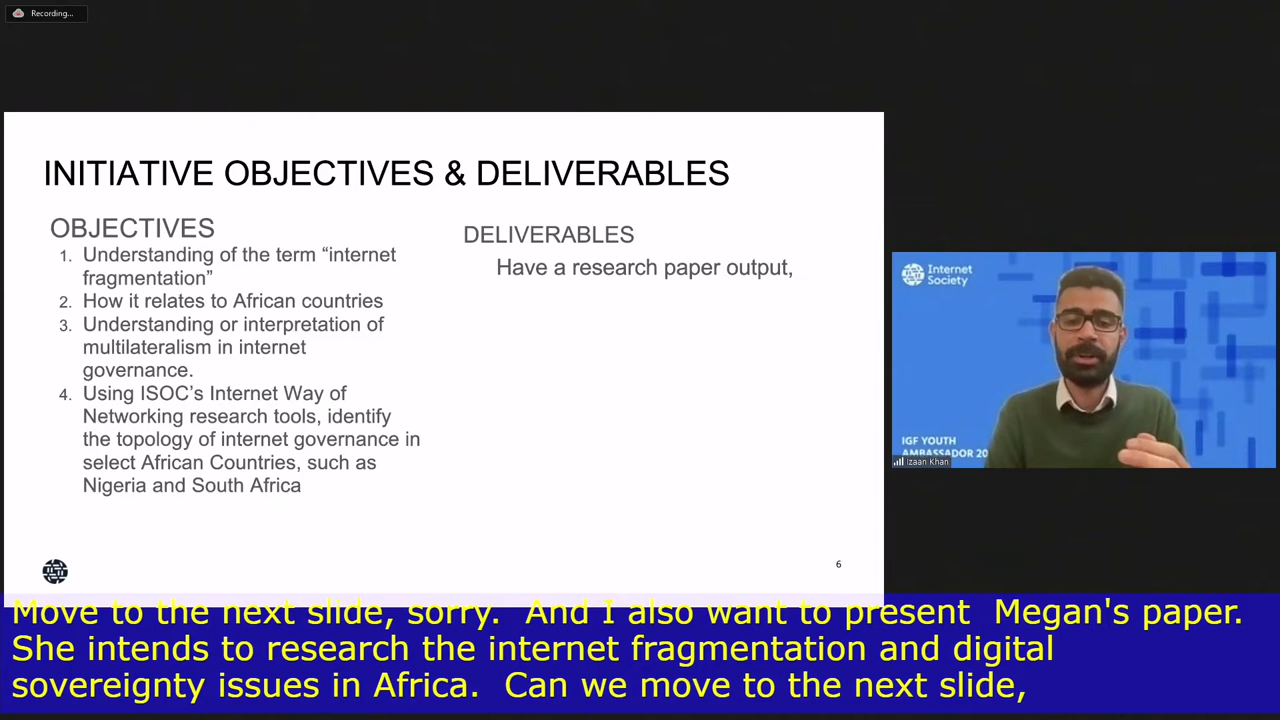 Recording...
INITIATIVE OBJECTIVES & DELIVERABLES
OBJECTIVES
1. Understanding of the term “internet
fragmentation”
2. How it relates to African countries
3. Understanding or interpretation of
multilateralism in internet
governance.
4. Using ISOC’s Internet Way of
Networking research tools, identify
the topology of internet governance in
select African Countries, such as
Nigeria and South Africa
DELIVERABLES
Have a research paper output,
6
Internet
Society
IGF YOUTH
AMBASSADOR 20
Izaan Khan
Move to the next slide, sorry. And I also want to present Megan's paper.
She intends to research the internet fragmentation and digital
sovereignty issues in Africa. Can we move to the next slide,